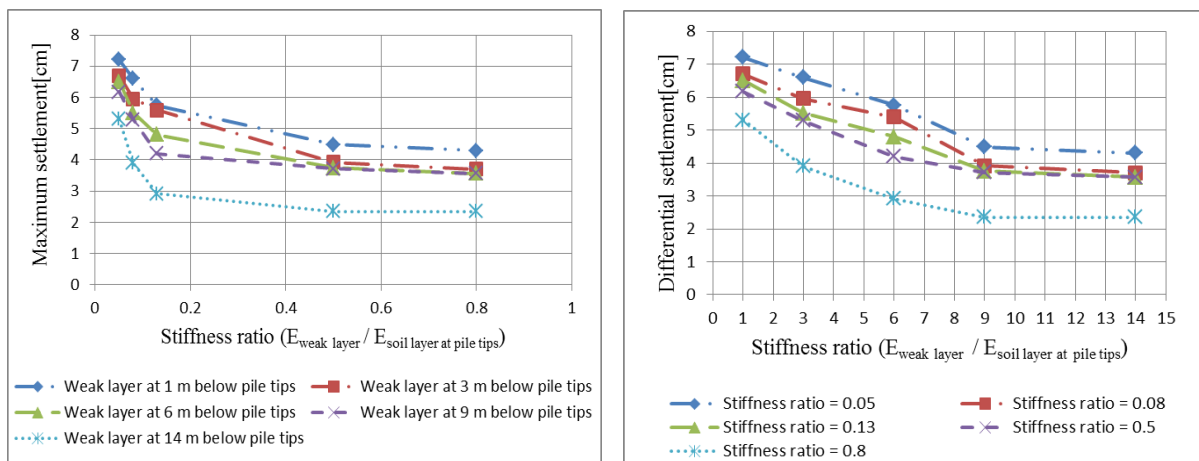 Maximum settlement[cm]
8
7
6
5
4
3
2
1
0
0 0.2 0.4 0.6 0.8 1
Stiffness ratio (Eweak layer / Esoil layer at pile tips)
Weak layer at 1 m below pile tips Weak layer at 3 m below pile tips
Weak layer at 6 m below pile tips Weak layer at 9 m below pile tips
Weak layer at 14 m below pile tips
Differential settlement[cm]
8
7
6
5
4
3
2
1
0
0 1 2 3 4 5 6 7 8 9 10 11 12 13 14 15
Stiffness ratio (Eweak layer / Esoil layer at pile tips)
Stiffness ratio = 0.05 Stiffness ratio = 0.08
Stiffness ratio = 0.13 Stiffness ratio = 0.5
Stiffness ratio = 0.8